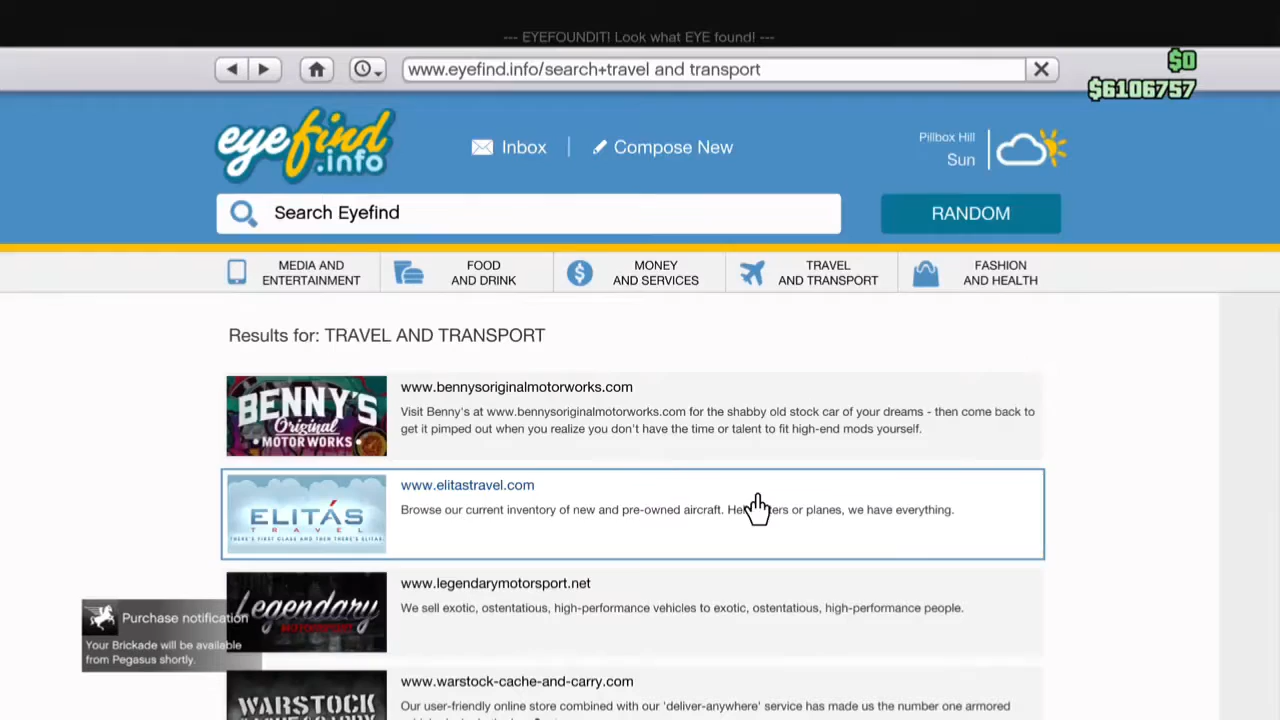 --- EYEFOUNDIT! Look what EYE found! ---
www.eyefind.info/search+travel and transport
$0
$6106757
eyefind
.info
Inbox
Compose New
Pillbox Hill
Sun
Search Eyefind
RANDOM
MEDIA AND
ENTERTAINMENT
FOOD
AND DRINK
MONEY
AND SERVICES
TRAVEL
AND TRANSPORT
FASHION
AND HEALTH
Results for: TRAVEL AND TRANSPORT
BENNY'S
Original
MOTOR WORKS
www.bennysoriginalmotorworks.com
Visit Benny's at www.bennysoriginalmotorworks.com for the shabby old stock car of your dreams - then come back to
get it pimped out when you realize you don't have the time or talent to fit high-end mods yourself.
ELITÁS
TRAVEL
THERE'S FIRST CLASS AND THEN THERE'S ELITAS
www.elitastravel.com
Browse our current inventory of new and pre-owned aircraft. He ters or planes, we have everything.
Legendary
MOTORSPORT
www.legendarymotorsport.net
We sell exotic, ostentatious, high-performance vehicles to exotic, ostentatious, high-performance people.
Purchase notification
Your Brickade will be available
from Pegasus shortly.
WARSTOCK
www.warstock-cache-and-carry.com
Our user-friendly online store combined with our 'deliver-anywhere' service has made us the number one armored